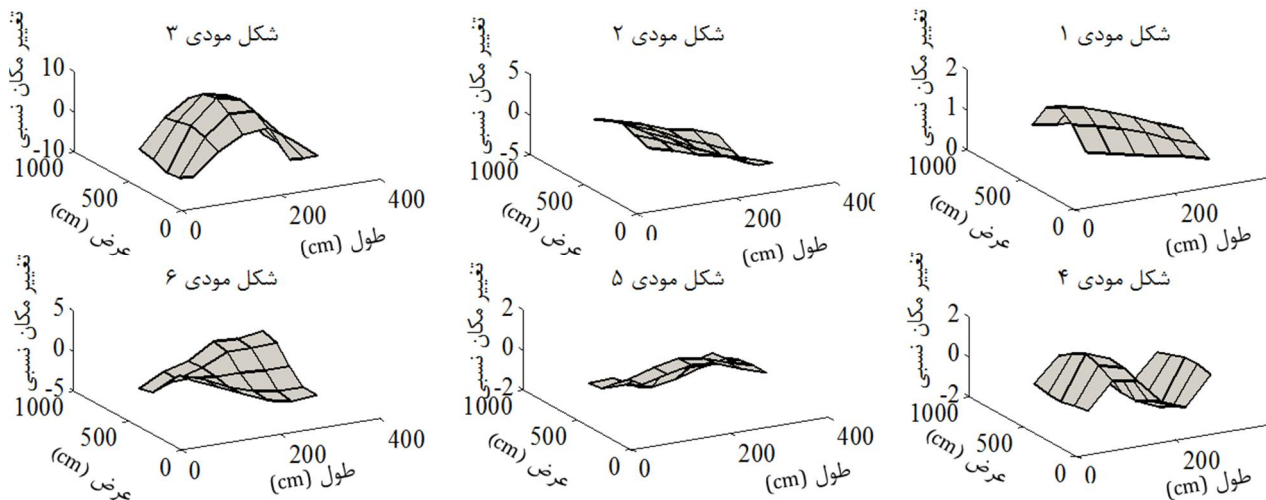 شکل مودی ۱
تغییر مکان نسبی
2
1
0
1000
500
0
عرض (cm)
0
200
طول (cm)
شکل مودی ۲
تغییر مکان نسبی
5
0
-5
1000
500
0
عرض (cm)
0
200
400
طول (cm)
شکل مودی ۳
تغییر مکان نسبی
10
0
-10
1000
500
0
عرض (cm)
0
200
400
طول (cm)
شکل مودی ۴
تغییر مکان نسبی
2
0
-2
1000
500
0
عرض (cm)
0
200
طول (cm)
شکل مودی ۵
تغییر مکان نسبی
2
0
-2
1000
500
0
عرض (cm)
0
200
400
طول (cm)
شکل مودی ۶
تغییر مکان نسبی
5
0
-5
1000
500
0
عرض (cm)
0
200
400
طول (cm)